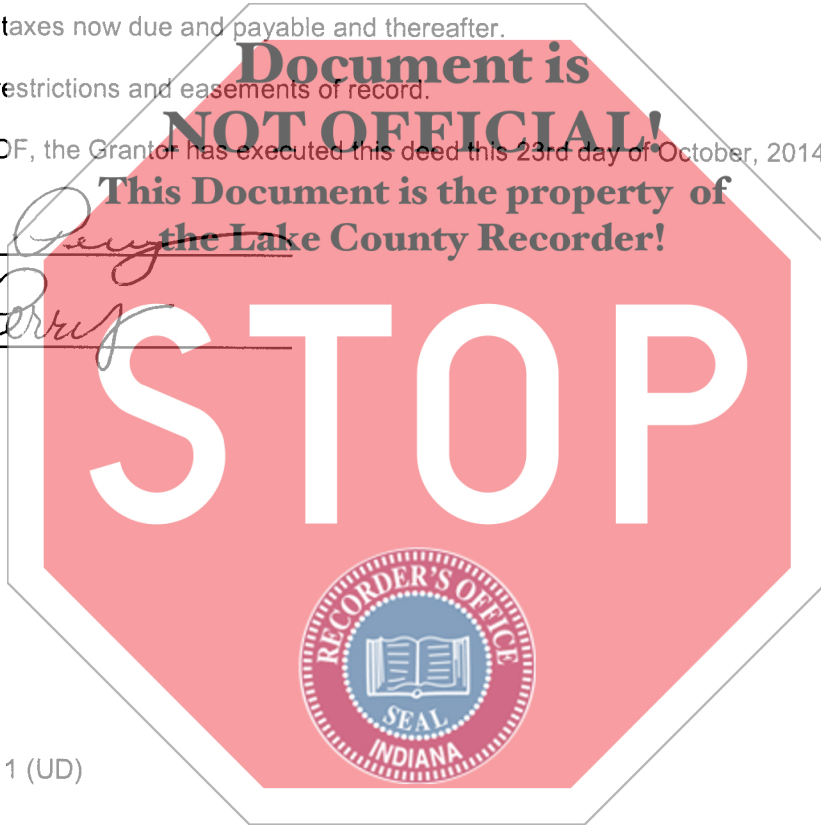 taxes now due and payable and thereafter.
Document is
estrictions and easements of record.
NOT OFFICIAL!
OF, the Grantor has executed this deed this 23rd day of October, 2014
This Document is the property of
the Lake County Recorder!
Perry
STOP
RECORDER'S OFFICE
SEAL
INDIANA
1 (UD)